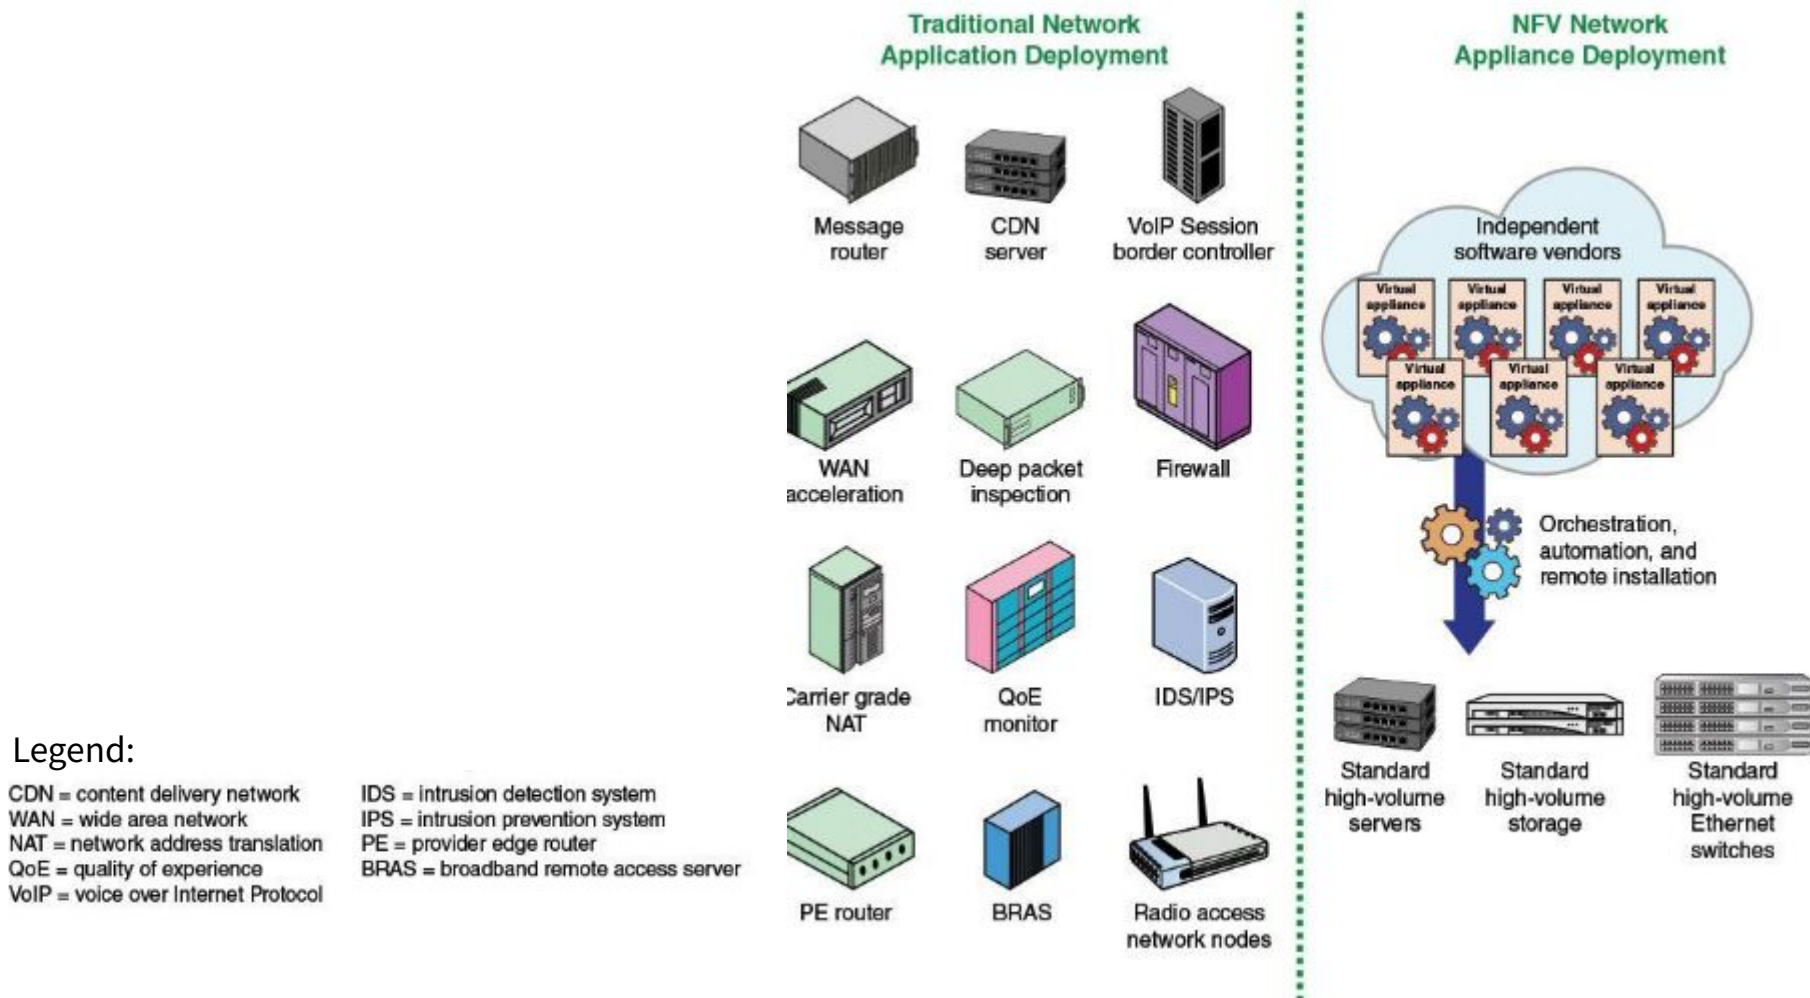 Traditional Network
Application Deployment
Message
router
CDN
server
VoIP Session
border controller
WAN
acceleration
Deep packet
inspection
Firewall
Carrier grade
NAT
QoE
monitor
IDS/IPS
PE router
BRAS
Radio access
network nodes
NFV Network
Appliance Deployment
Independent
software vendors
Virtual
appliance
Virtual
appliance
Virtual
appliance
Virtual
appliance
Virtual
appliance
Virtual
appliance
Virtual
appliance
Orchestration,
automation, and
remote installation
Standard
high-volume
servers
Standard
high-volume
storage
Standard
high-volume
Ethernet
switches
Legend:
CDN = content delivery network
WAN = wide area network
NAT = network address translation
QoE = quality of experience
VoIP = voice over Internet Protocol
IDS = intrusion detection system
IPS = intrusion prevention system
PE = provider edge router
BRAS = broadband remote access server